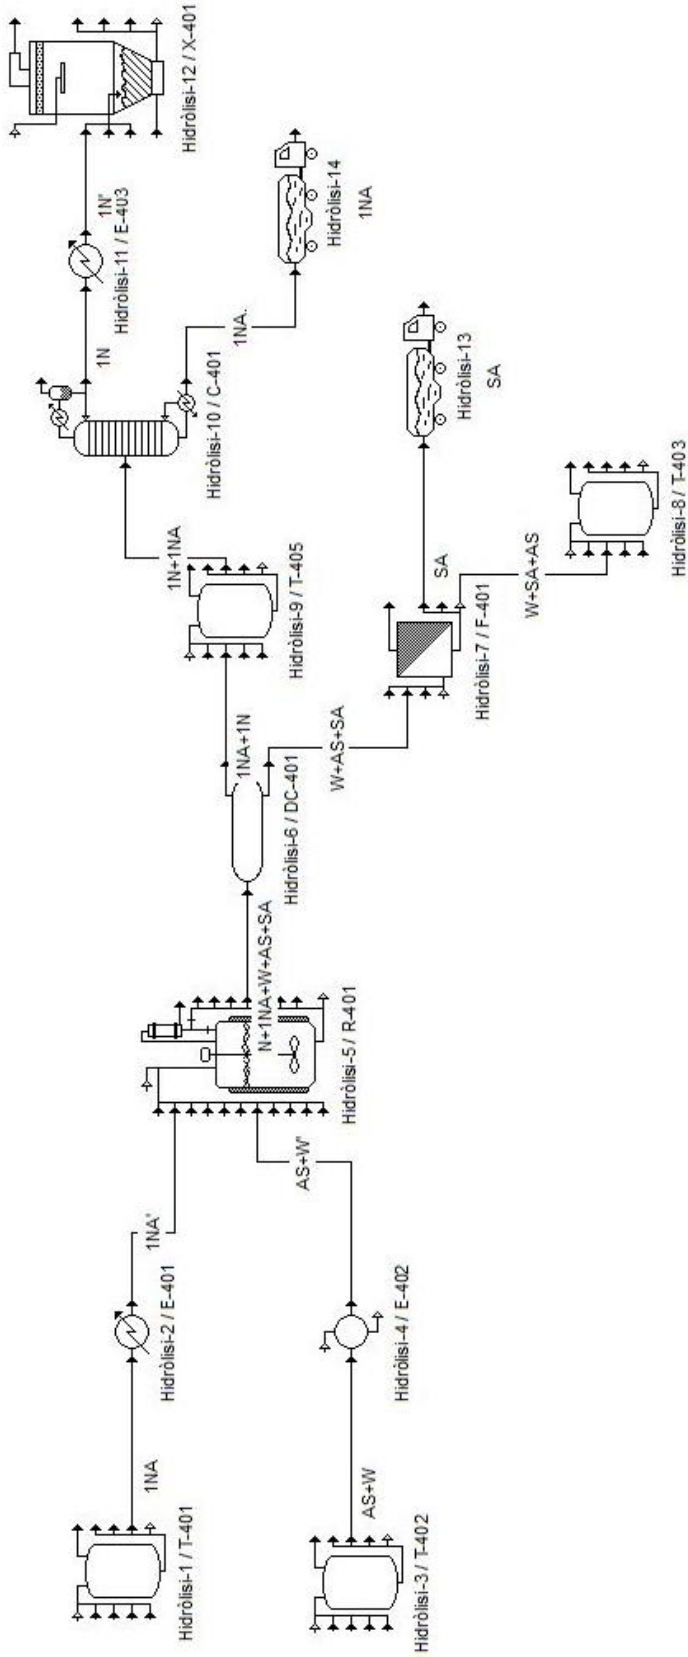 1NA
Hidròlisi-1 / T-401
Hidròlisi-2 / E-401
1NA'
AS+W
Hidròlisi-3 / T-402
Hidròlisi-4 / E-402
AS+W'
N+1NA+W+AS+SA
Hidròlisi-5 / R-401
Hidròlisi-6 / DC-401
1NA+1N
W+AS+SA
Hidròlisi-9 / T-405
1N+1NA
Hidròlisi-7 / F-401
SA
W+SA+AS
Hidròlisi-8 / T-403
Hidròlisi-13
SA
Hidròlisi-10 / C-401
1N
1NA.
Hidròlisi-11 / E-403
1N'
Hidròlisi-14
1NA
Hidròlisi-12 / X-401